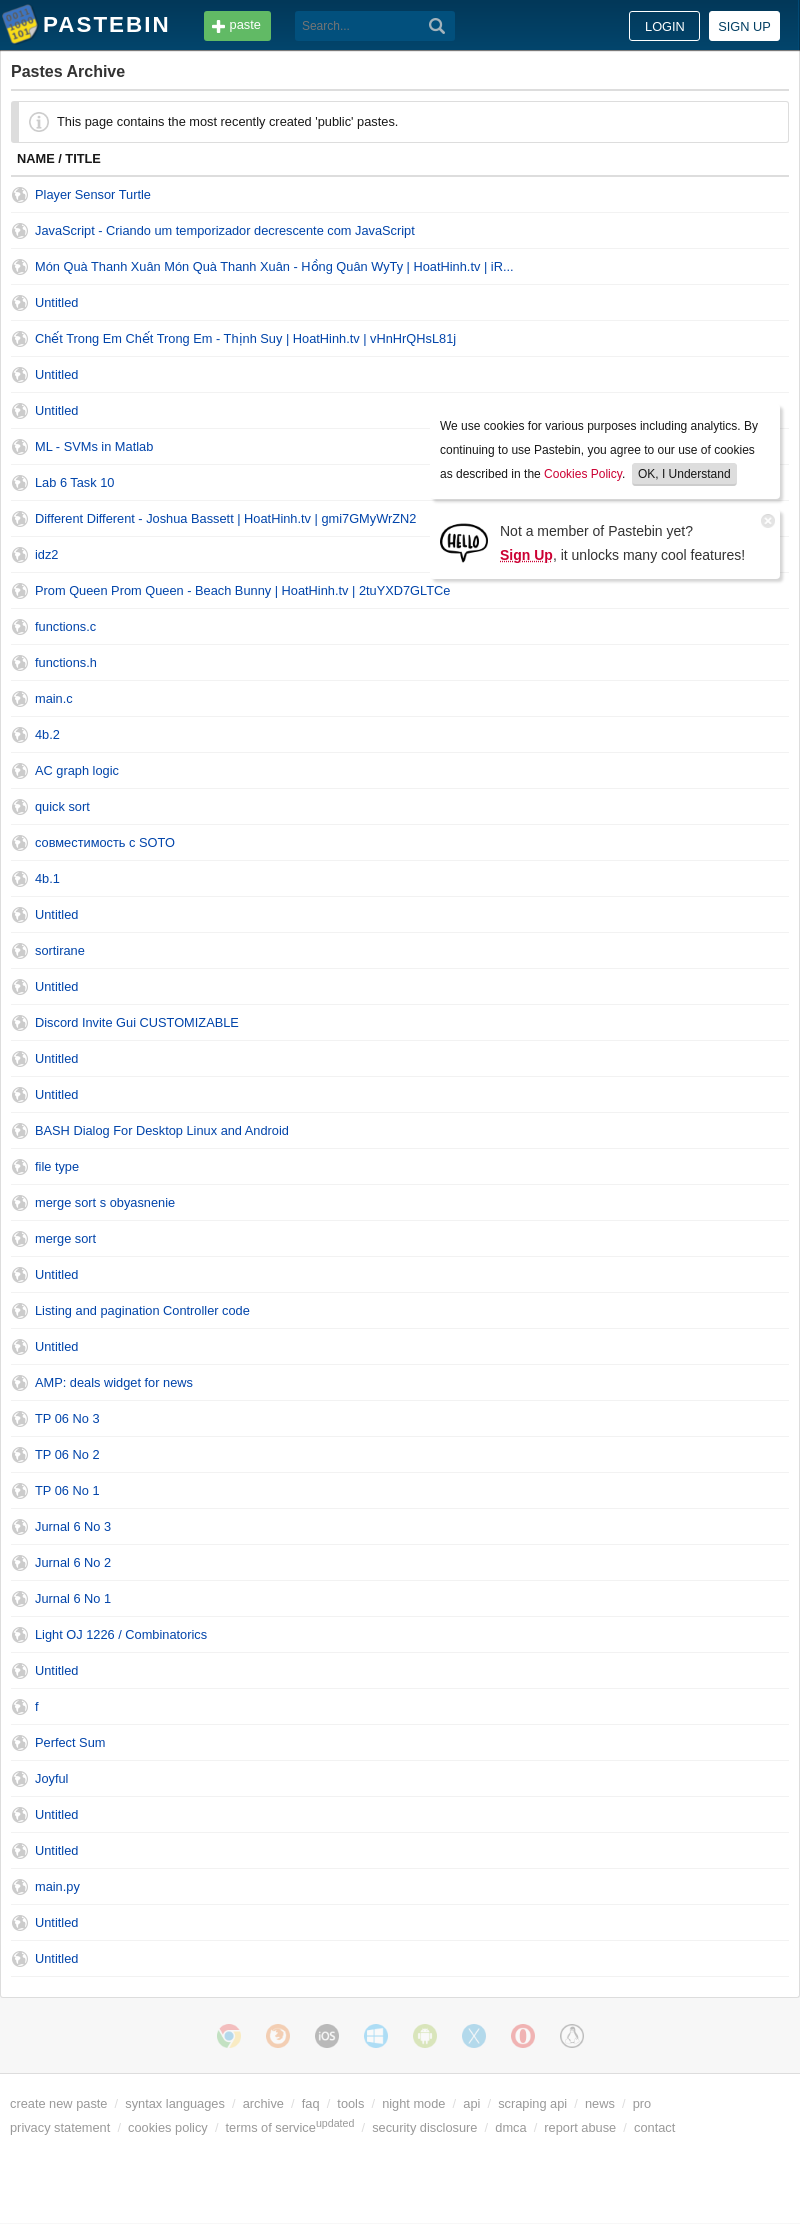 PASTEBIN
paste
Search...
LOGIN
SIGN UP
Pastes Archive
This page contains the most recently created 'public' pastes.
NAME / TITLE
Player Sensor Turtle
JavaScript - Criando um temporizador decrescente com JavaScript
Món Quà Thanh Xuân Món Quà Thanh Xuân - Hồng Quân WyTy | HoatHinh.tv | iR...
Untitled
Chết Trong Em Chết Trong Em - Thịnh Suy | HoatHinh.tv | vHnHrQHsL81j
Untitled
Untitled
ML - SVMs in Matlab
Lab 6 Task 10
Different Different - Joshua Bassett | HoatHinh.tv | gmi7GMyWrZN2
idz2
Prom Queen Prom Queen - Beach Bunny | HoatHinh.tv | 2tuYXD7GLTCe
We use cookies for various purposes including analytics. By
continuing to use Pastebin, you agree to our use of cookies
as described in the Cookies Policy. OK, I Understand
HELLO
Not a member of Pastebin yet?
Sign Up, it unlocks many cool features!
functions.c
functions.h
main.c
4b.2
AC graph logic
quick sort
совместимость с SOTO
4b.1
Untitled
sortirane
Untitled
Discord Invite Gui CUSTOMIZABLE
Untitled
Untitled
BASH Dialog For Desktop Linux and Android
file type
merge sort s obyasnenie
merge sort
Untitled
Listing and pagination Controller code
Untitled
AMP: deals widget for news
TP 06 No 3
TP 06 No 2
TP 06 No 1
Jurnal 6 No 3
Jurnal 6 No 2
Jurnal 6 No 1
Light OJ 1226 / Combinatorics
Untitled
f
Perfect Sum
Joyful
Untitled
Untitled
main.py
Untitled
Untitled
iOS
create new paste / syntax languages / archive / faq / tools / night mode / api / scraping api / news / pro
privacy statement / cookies policy / terms of serviceupdated / security disclosure / dmca / report abuse / contact